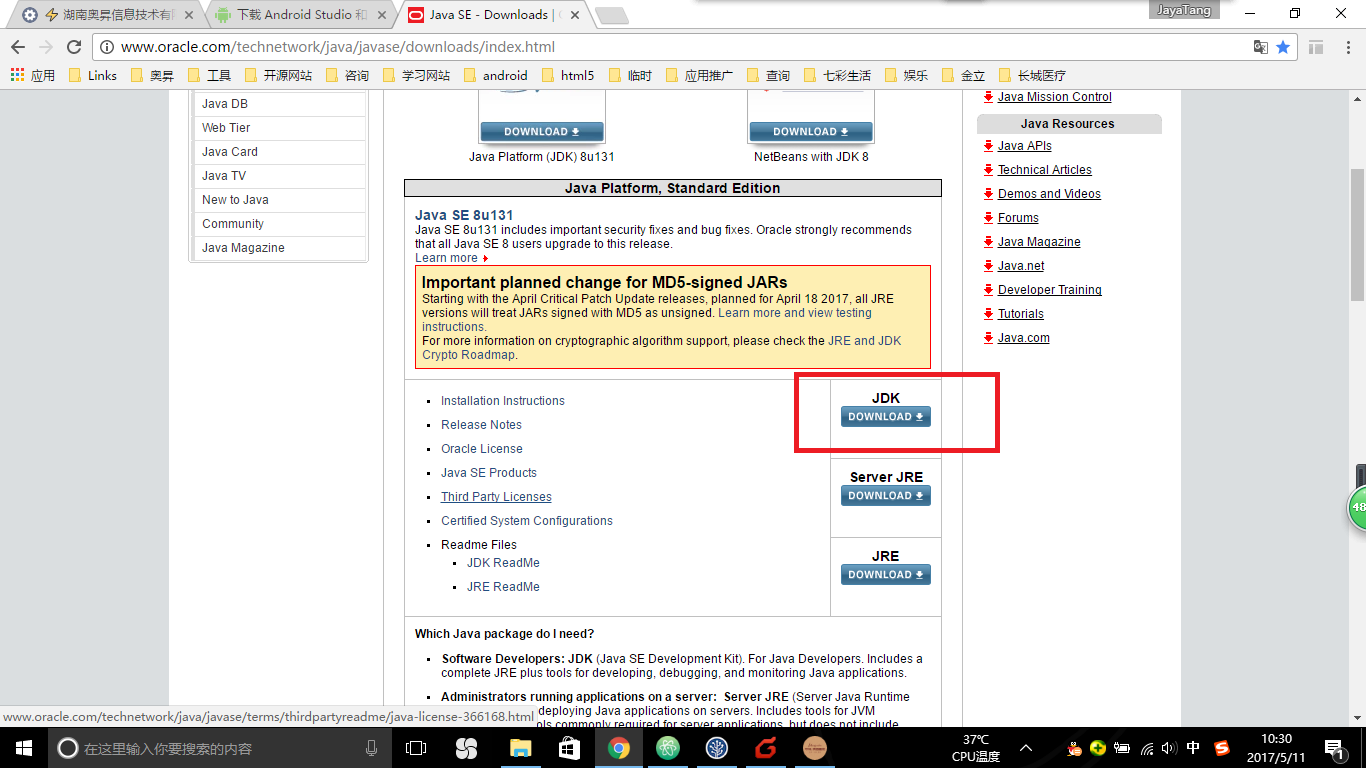 湖南奥昇信息技术有
下载 Android Studio 和
Java SE - Downloads |
JayaTang
www.oracle.com/technetwork/java/javase/downloads/index.html
应用 Links 奥昇 工具 开源网站 咨询 学习网站 android html5 临时 应用推广 查询 七彩生活 娱乐 金立 长城医疗
Java DB
Web Tier
Java Card
Java TV
New to Java
Community
Java Magazine
DOWNLOAD
Java Platform (JDK) 8u131
DOWNLOAD
NetBeans with JDK 8
Java Platform, Standard Edition
Java SE 8u131
Java SE 8u131 includes important security fixes and bug fixes. Oracle strongly recommends
that all Java SE 8 users upgrade to this release.
Learn more
Important planned change for MD5-signed JARs
Starting with the April Critical Patch Update releases, planned for April 18 2017, all JRE
versions will treat JARs signed with MD5 as unsigned. Learn more and view testing
instructions.
For more information on cryptographic algorithm support, please check the JRE and JDK
Crypto Roadmap.
Installation Instructions
Release Notes
Oracle License
Java SE Products
Third Party Licenses
Certified System Configurations
Readme Files
JDK ReadMe
JRE ReadMe
JDK
DOWNLOAD
Server JRE
DOWNLOAD
JRE
DOWNLOAD
Which Java package do I need?
Software Developers: JDK (Java SE Development Kit). For Java Developers. Includes a
complete JRE plus tools for developing, debugging, and monitoring Java applications.
Administrators running applications on a server: Server JRE (Server Java Runtime
deploying Java applications on servers. Includes tools for JVM
ols commonly required for server applications, but does not include
Java Mission Control
Java Resources
Java APIs
Technical Articles
Demos and Videos
Forums
Java Magazine
Java.net
Developer Training
Tutorials
Java.com
48
www.oracle.com/technetwork/java/javase/terms/thirdpartyreadme/java-license-366168.html
在这里输入你要搜索的内容
37℃
CPU温度
中
10:30
2017/5/11
1